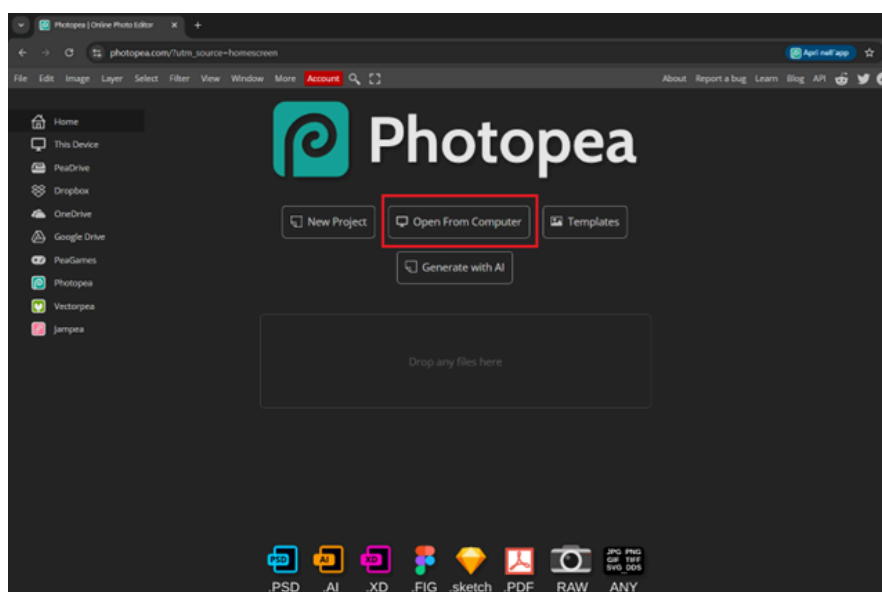 Photopea | Online Photo Editor
photopea.com/?utm_source=homescreen
Apri nell'app
File Edit Image Layer Select Filter View Window More Account
About Report a bug Learn Blog API
Home
This Device
PeaDrive
Dropbox
OneDrive
Google Drive
PeaGames
Photopea
Vectorpea
Jampea
Photopea
New Project
Open From Computer
Templates
Generate with AI
Drop any files here
PSD
AI
XD
JPG PNG
GIF TIFF
SVG DDS
.PSD .AI .XD .FIG .sketch .PDF RAW ANY